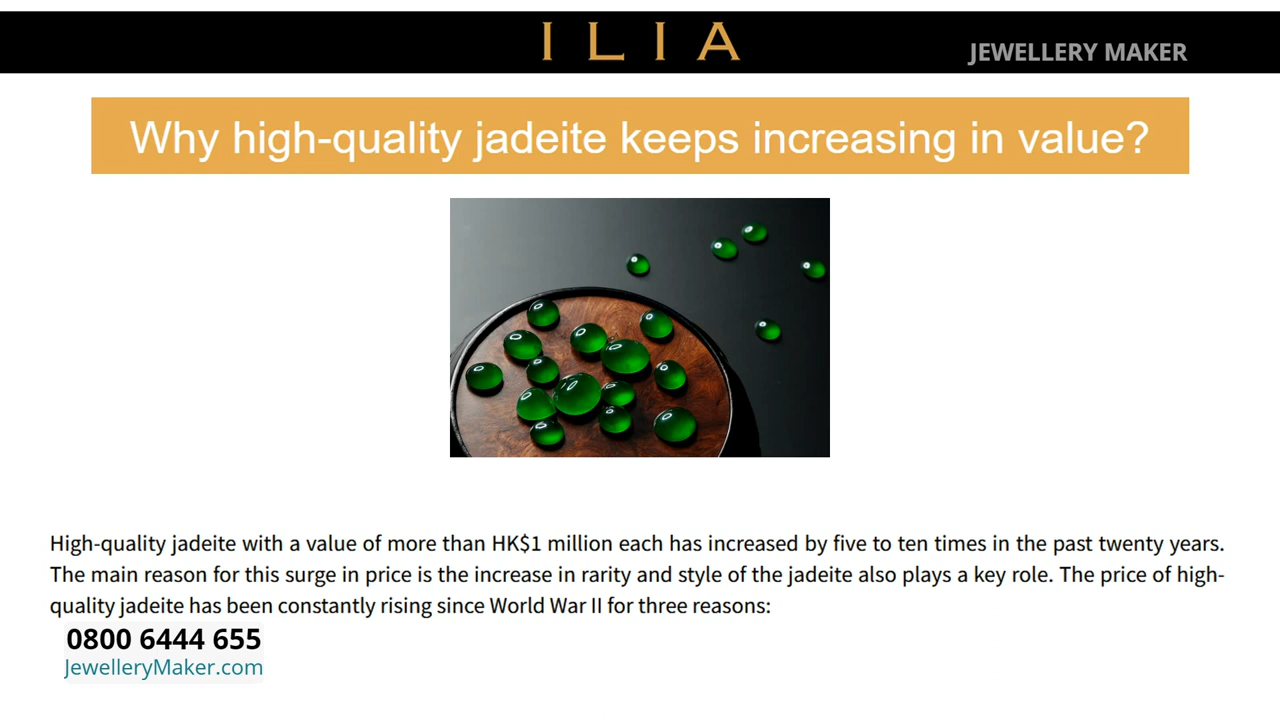 ILIA
JEWELLERY MAKER
Why high-quality jadeite keeps increasing in value?
High-quality jadeite with a value of more than HK$1 million each has increased by five to ten times in the past twenty years.
The main reason for this surge in price is the increase in rarity and style of the jadeite also plays a key role. The price of high-
quality jadeite has been constantly rising since World War II for three reasons:
0800 6444 655
JewelleryMaker.com